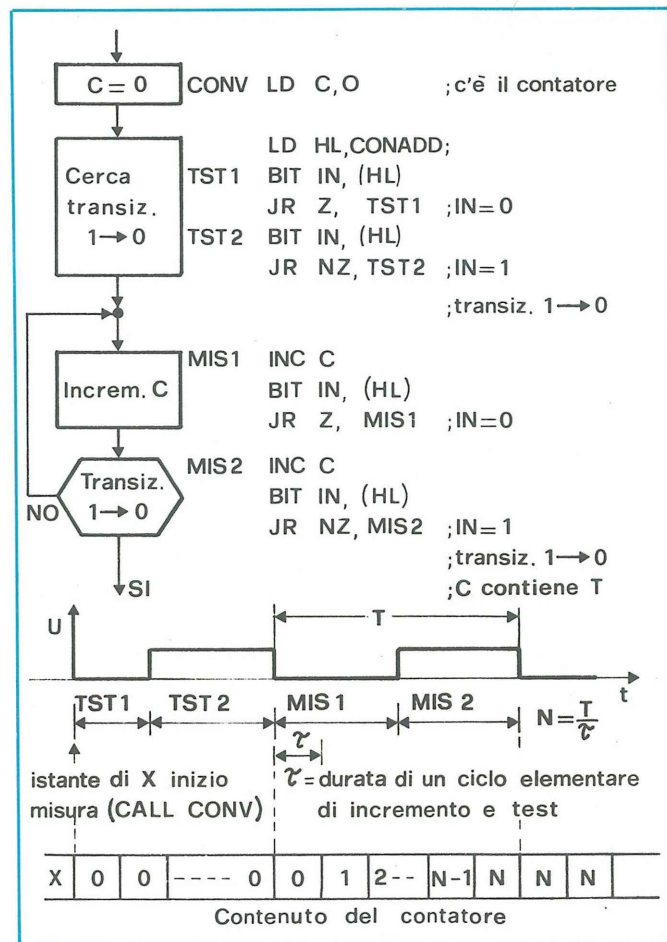 C = 0 CONV LD C,O ;c'è il contatore
LD HL,CONADD;
Cerca TST1 BIT IN, (HL)
transiz. JR Z, TST1 ;IN=0
1→0 TST2 BIT IN, (HL)
JR NZ, TST2 ;IN=1
;transiz. 1→0
MIS1 INC C
Increm. C BIT IN, (HL)
JR Z, MIS1 ;IN=0
Transiz. MIS2 INC C
1→0 BIT IN, (HL)
NO JR NZ, MIS2 ;IN=1
;transiz. 1→0
SI ;C contiene T
U T
t
TST1 TST2 MIS1 MIS2 N=T/τ
τ
istante di X inizio τ=durata di un ciclo elementare
misura (CALL CONV) di incremento e test
X 0 0 ---- 0 0 1 2-- N-1 N N N
Contenuto del contatore